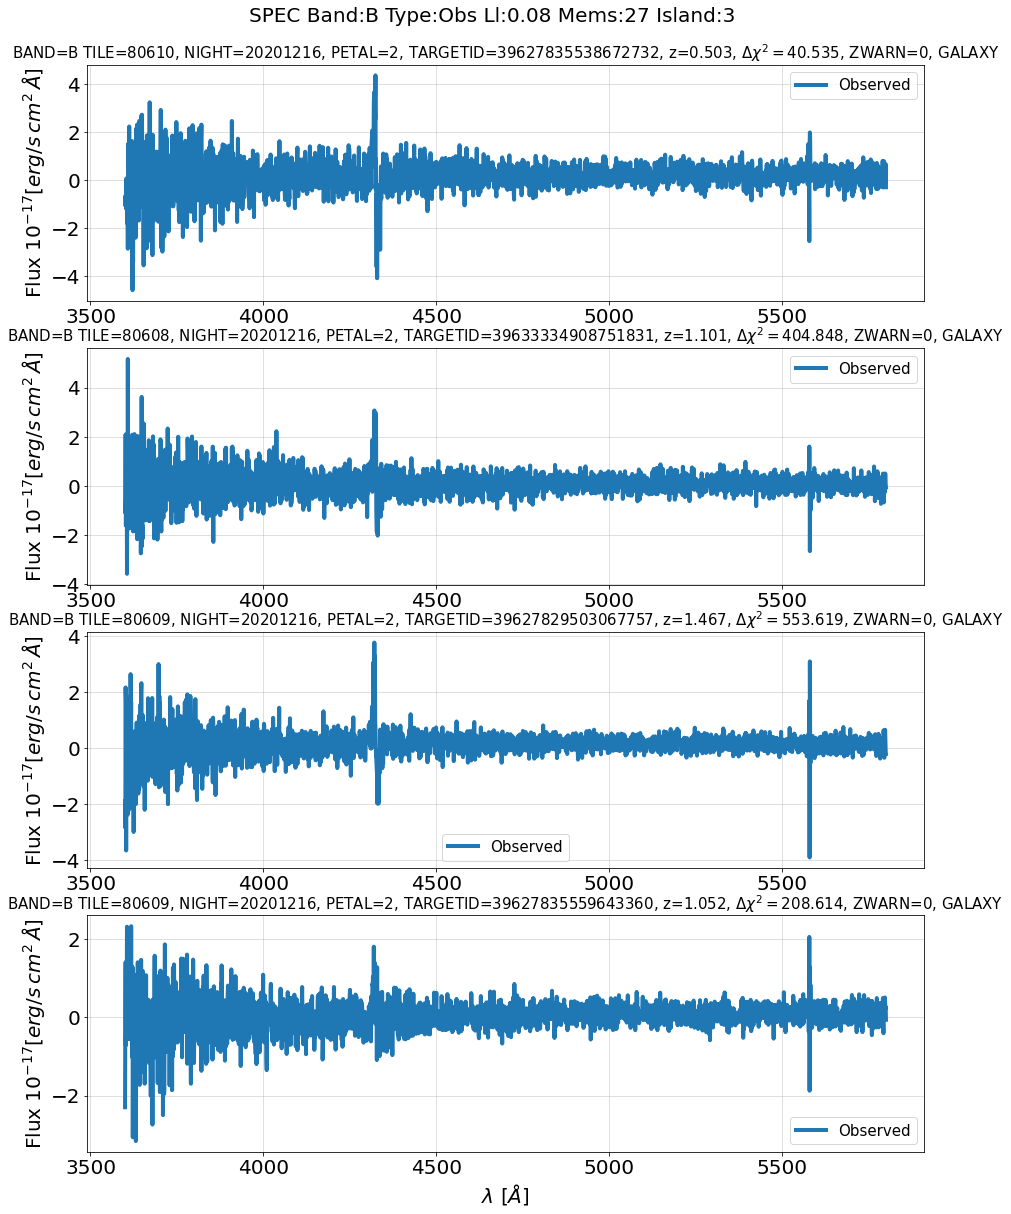 SPEC Band:B Type:Obs Ll:0.08 Mems:27 Island:3
BAND=B TILE=80610, NIGHT=20201216, PETAL=2, TARGETID=39627835538672732, z=0.503, Δχ²=40.535, ZWARN=0, GALAXY
Flux 10⁻¹⁷[erg/s cm² Å]
4
2
0
−2
−4
Observed
3500 4000 4500 5000 5500
BAND=B TILE=80608, NIGHT=20201216, PETAL=2, TARGETID=39633334908751831, z=1.101, Δχ²=404.848, ZWARN=0, GALAXY
Flux 10⁻¹⁷[erg/s cm² Å]
4
2
0
−2
−4
Observed
3500 4000 4500 5000 5500
BAND=B TILE=80609, NIGHT=20201216, PETAL=2, TARGETID=39627829503067757, z=1.467, Δχ²=553.619, ZWARN=0, GALAXY
Flux 10⁻¹⁷[erg/s cm² Å]
4
2
0
−2
−4
Observed
3500 4000 4500 5000 5500
BAND=B TILE=80609, NIGHT=20201216, PETAL=2, TARGETID=39627835559643360, z=1.052, Δχ²=208.614, ZWARN=0, GALAXY
Flux 10⁻¹⁷[erg/s cm² Å]
2
0
−2
Observed
3500 4000 4500 5000 5500
λ [Å]